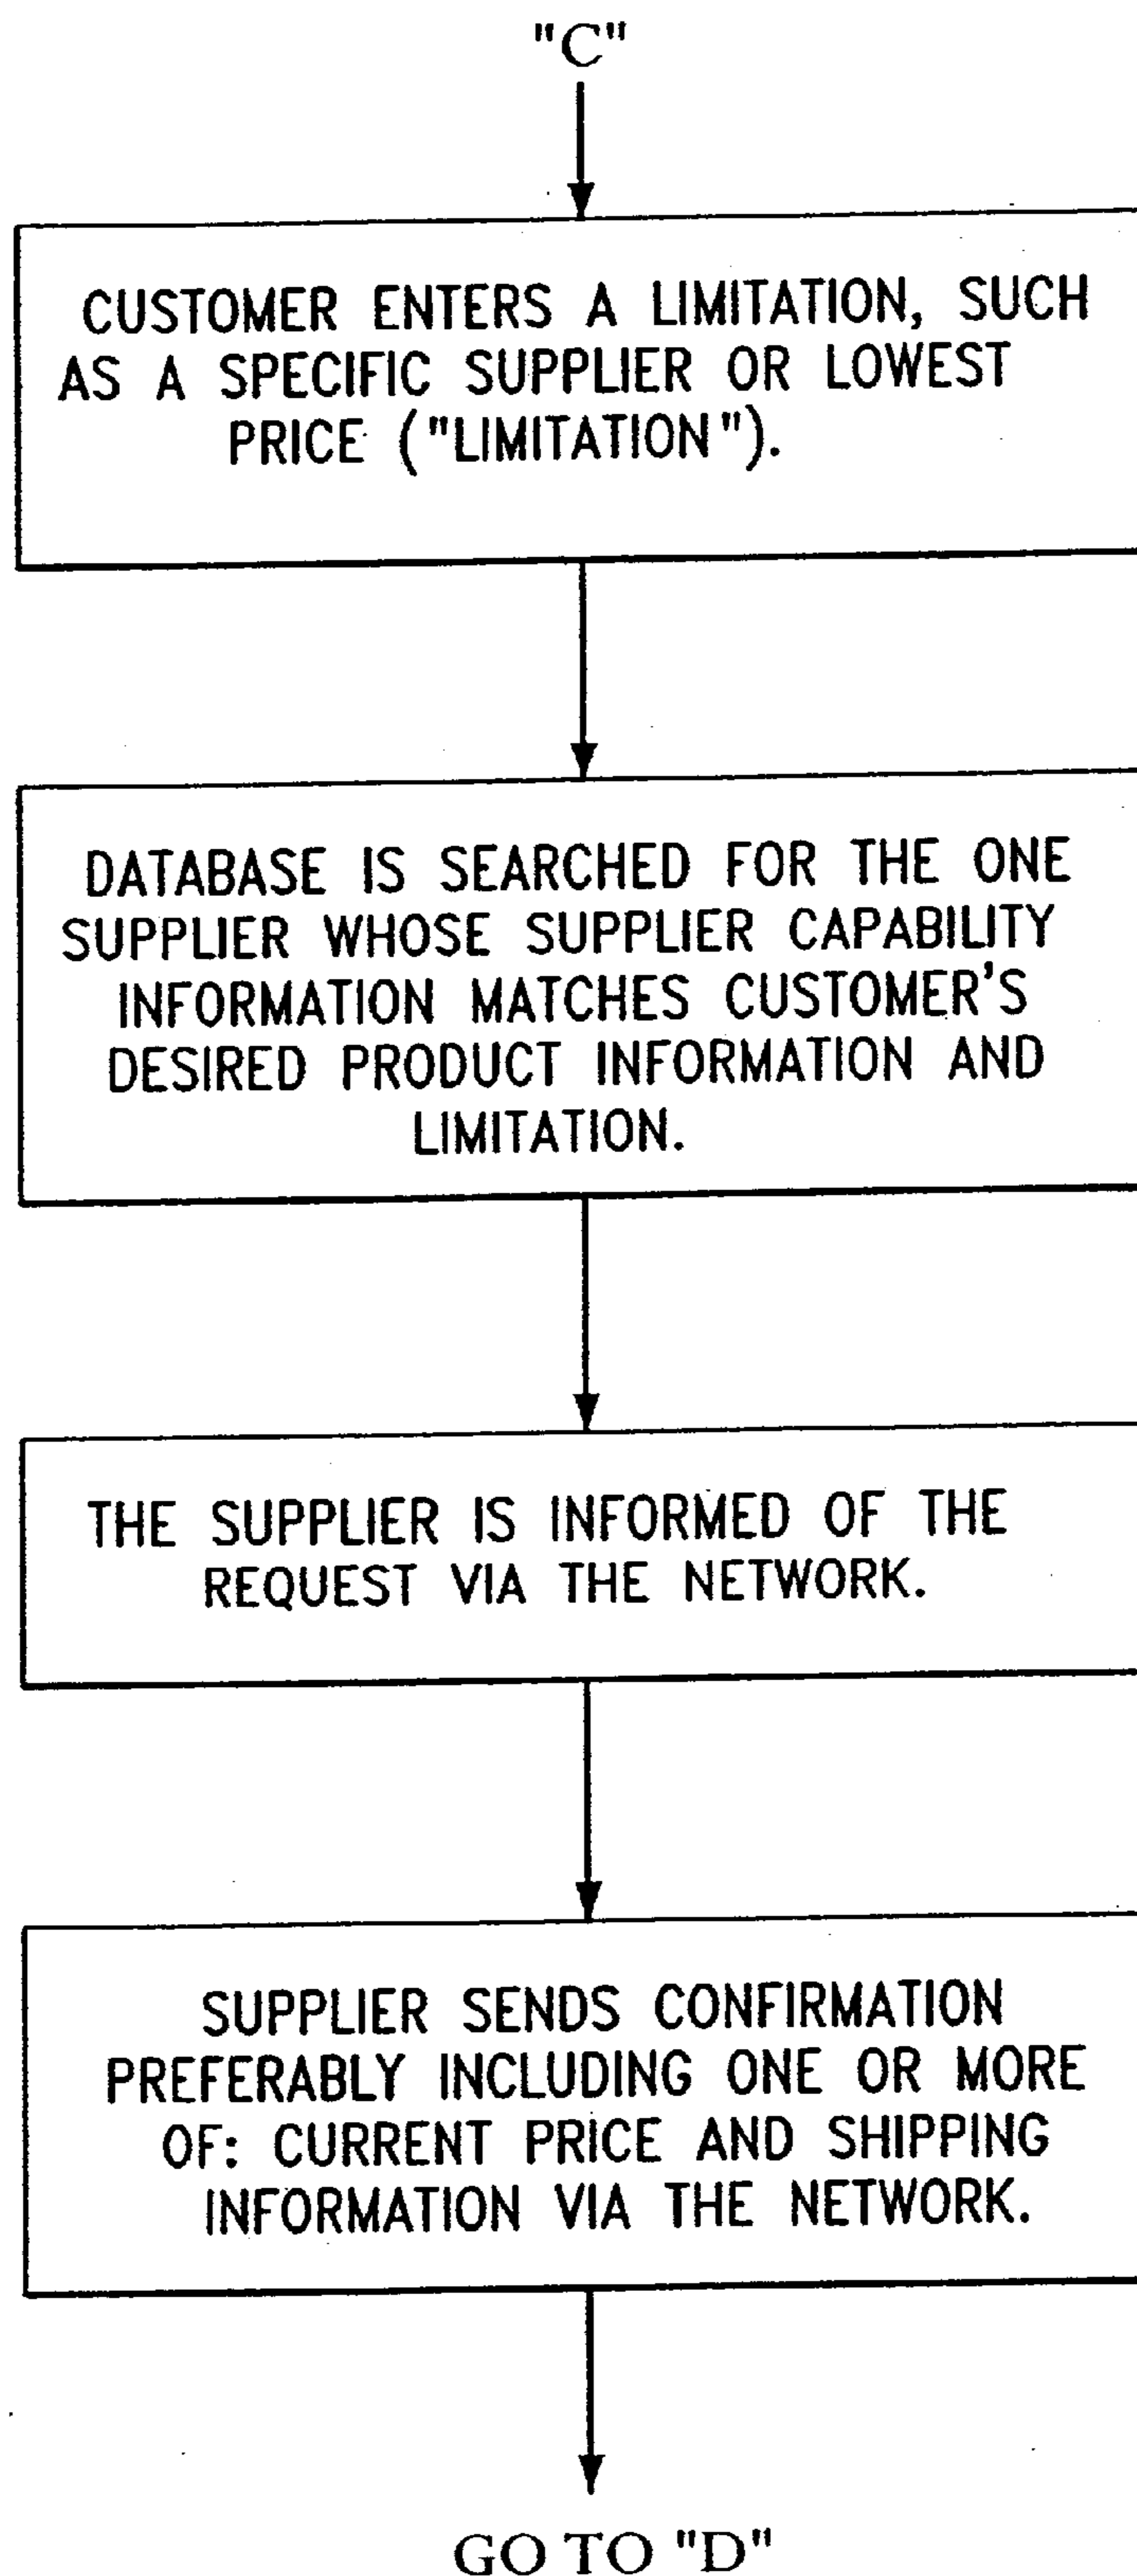 "C"
CUSTOMER ENTERS A LIMITATION, SUCH
AS A SPECIFIC SUPPLIER OR LOWEST
PRICE ("LIMITATION").
DATABASE IS SEARCHED FOR THE ONE
SUPPLIER WHOSE SUPPLIER CAPABILITY
INFORMATION MATCHES CUSTOMER'S
DESIRED PRODUCT INFORMATION AND
LIMITATION.
THE SUPPLIER IS INFORMED OF THE
REQUEST VIA THE NETWORK.
SUPPLIER SENDS CONFIRMATION
PREFERABLY INCLUDING ONE OR MORE
OF: CURRENT PRICE AND SHIPPING
INFORMATION VIA THE NETWORK.
GO TO "D"